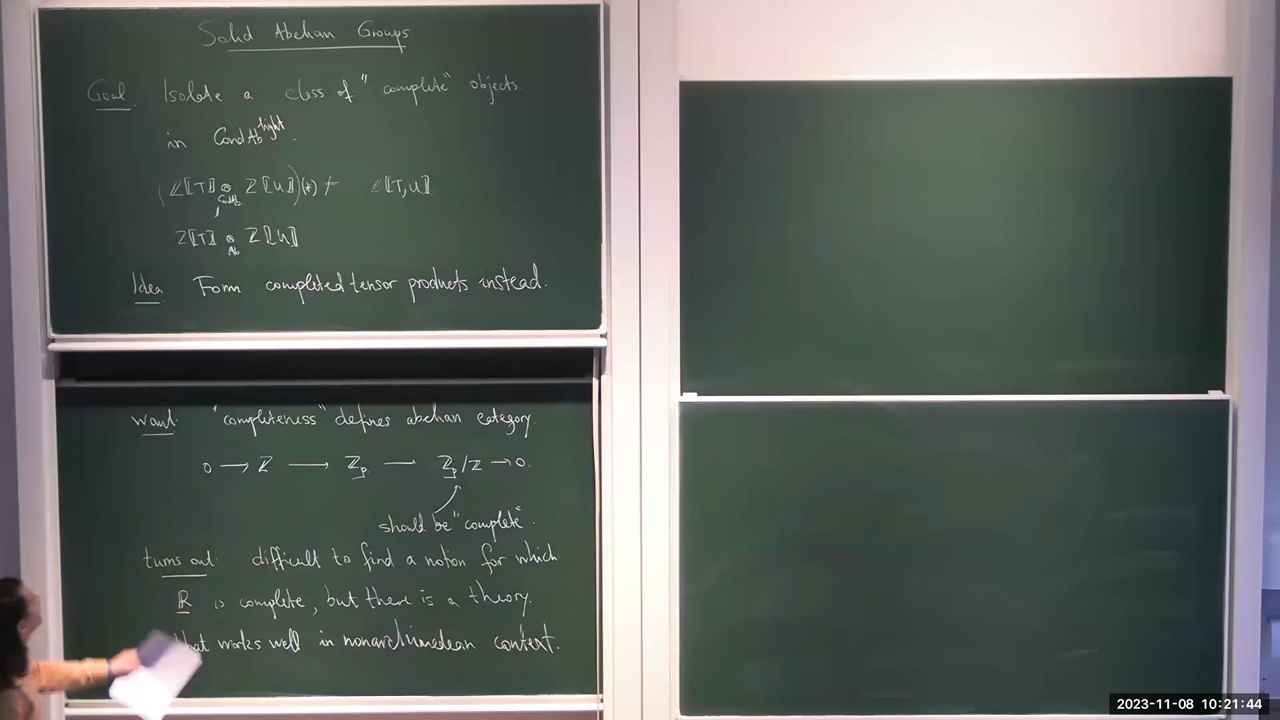 Solid Abelian Groups
Goal Isolate a class of "complete" objects.
in CondAb^light.
(ℤ[[T]] ⊗_CondAb ℤ[[U]])(*) ≠ ℤ[[T,U]]
ℤ[[T]] ⊗_Ab ℤ[[U]]
Idea Form completed tensor products instead.
Want: "completeness" defines abelian category.
0 → ℤ → ℤ_p → ℤ_p/ℤ → 0.
should be "complete".
turns out: difficult to find a notion for which
ℝ is complete, but there is a theory.
that works well in nonarchimedean context.
2023-11-08 10:21:44